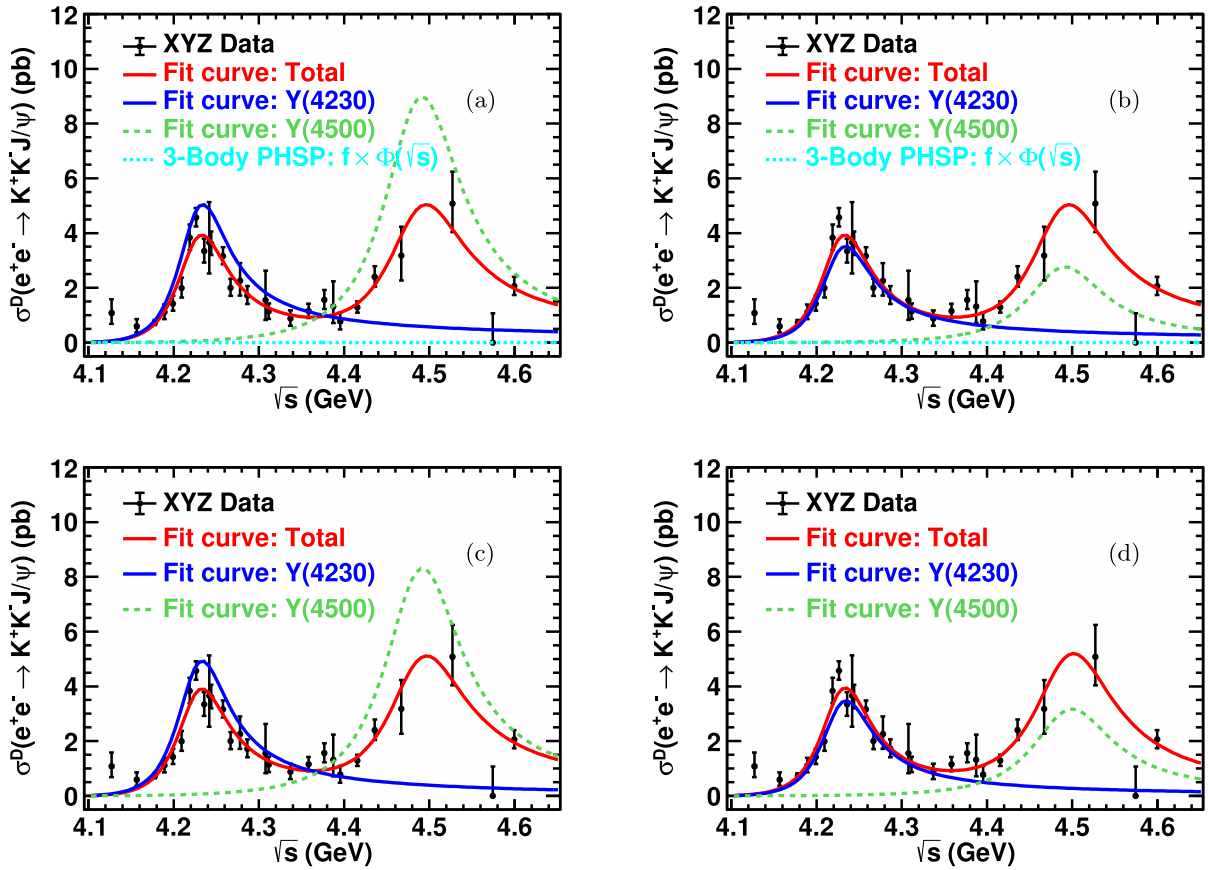 12
10
8
6
4
2
0
σᴰ(e⁺e⁻ → K⁺K⁻J/ψ) (pb)
XYZ Data
Fit curve: Total
Fit curve: Y(4230)
Fit curve: Y(4500)
3-Body PHSP: f × Φ(√s)
(a)
4.1 4.2 4.3 4.4 4.5 4.6
√s (GeV)
12
10
8
6
4
2
0
σᴰ(e⁺e⁻ → K⁺K⁻J/ψ) (pb)
XYZ Data
Fit curve: Total
Fit curve: Y(4230)
Fit curve: Y(4500)
3-Body PHSP: f × Φ(√s)
(b)
4.1 4.2 4.3 4.4 4.5 4.6
√s (GeV)
12
10
8
6
4
2
0
σᴰ(e⁺e⁻ → K⁺K⁻J/ψ) (pb)
XYZ Data
Fit curve: Total
Fit curve: Y(4230)
Fit curve: Y(4500)
(c)
4.1 4.2 4.3 4.4 4.5 4.6
√s (GeV)
12
10
8
6
4
2
0
σᴰ(e⁺e⁻ → K⁺K⁻J/ψ) (pb)
XYZ Data
Fit curve: Total
Fit curve: Y(4230)
Fit curve: Y(4500)
(d)
4.1 4.2 4.3 4.4 4.5 4.6
√s (GeV)